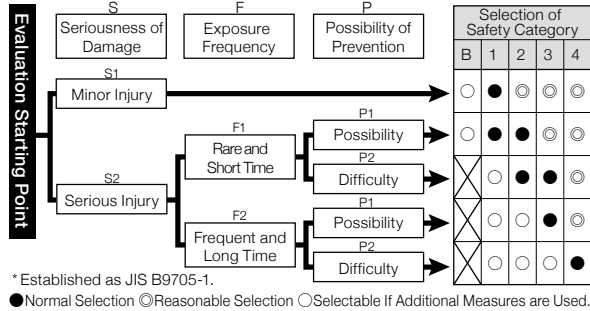 Evaluation Starting Point
S F P
Seriousness of Damage
Exposure Frequency
Possibility of Prevention
Selection of
Safety Category
B 1 2 3 4
S1
Minor Injury
○ ● ◎ ◎ ◎
S2
Serious Injury
F1
Rare and
Short Time
P1
Possibility
○ ● ● ◎ ◎
P2
Difficulty
○ ● ● ◎
F2
Frequent and
Long Time
P1
Possibility
○ ○ ● ◎
P2
Difficulty
○ ○ ○ ●
* Established as JIS B9705-1.
●Normal Selection ◎Reasonable Selection ○Selectable If Additional Measures are Used.